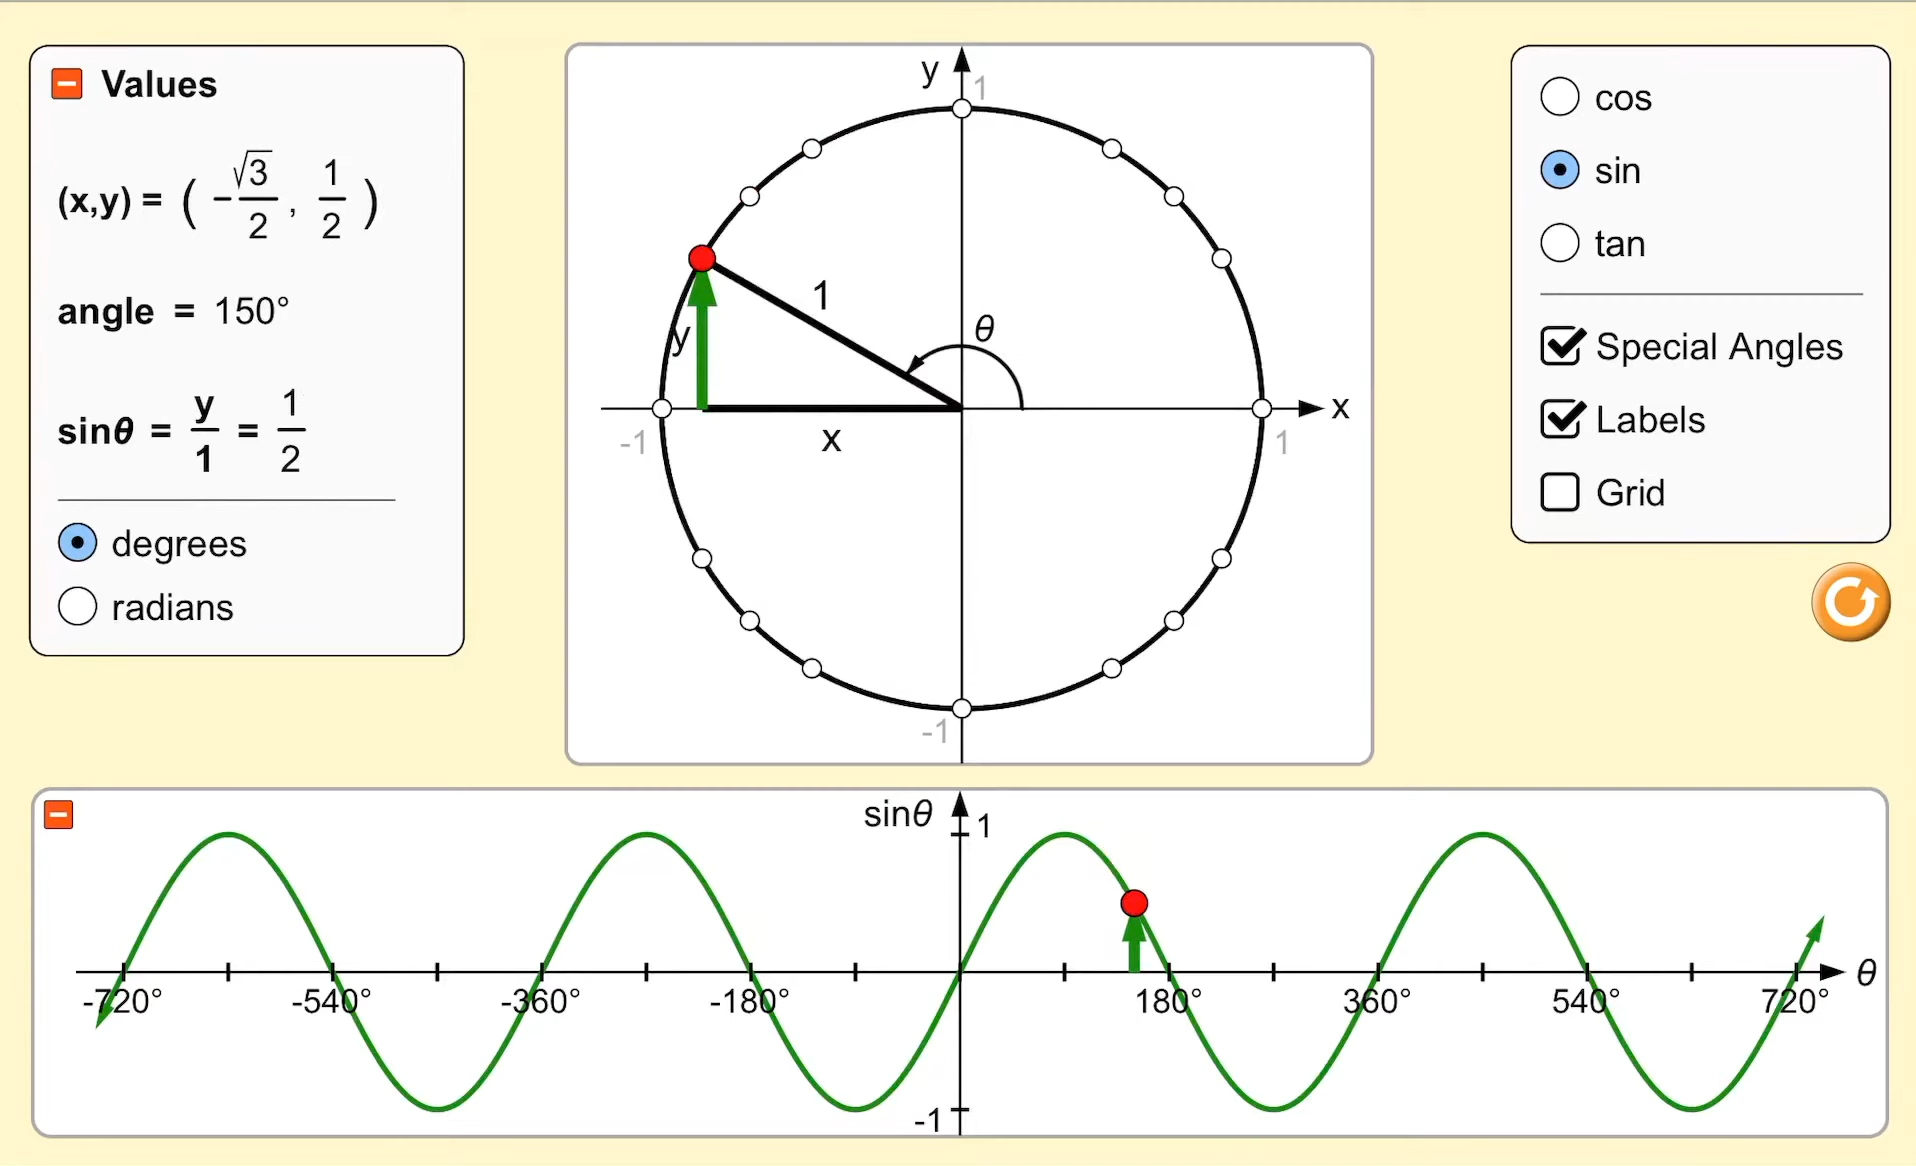 Values
(x,y) = ( -√3/2 , 1/2 )
angle = 150°
sinθ = y/1 = 1/2
degrees
radians
y
1
1
θ
y
x
-1
x
1
-1
cos
sin
tan
Special Angles
Labels
Grid
sinθ
1
θ
-720°
-540°
-360°
-180°
180°
360°
540°
720°
-1